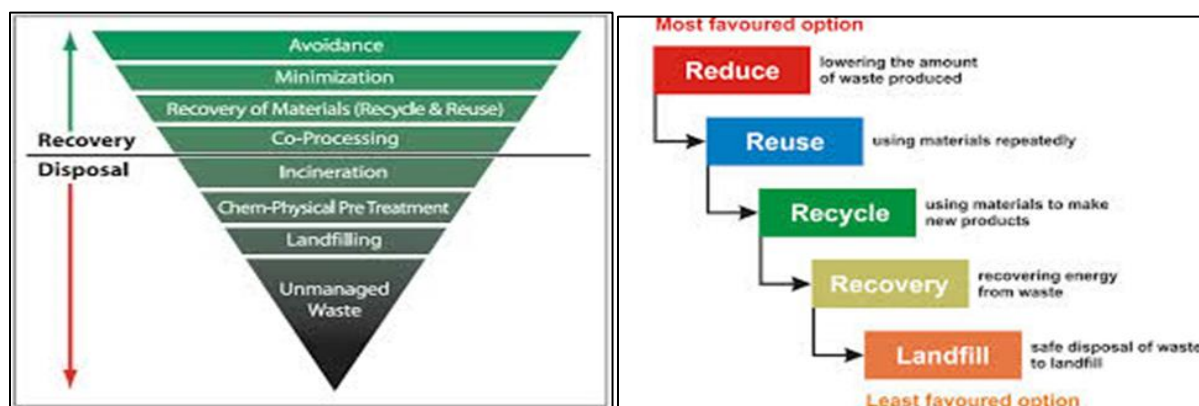 Avoidance
Minimization
Recovery of Materials (Recycle & Reuse)
Recovery
Co-Processing
Disposal
Incineration
Chem-Physical Pre Treatment
Landfilling
Unmanaged
Waste
Most favoured option
Reduce
lowering the amount
of waste produced
Reuse
using materials repeatedly
Recycle
using materials to make
new products
Recovery
recovering energy
from waste
Landfill
safe disposal of waste
to landfill
Least favoured option